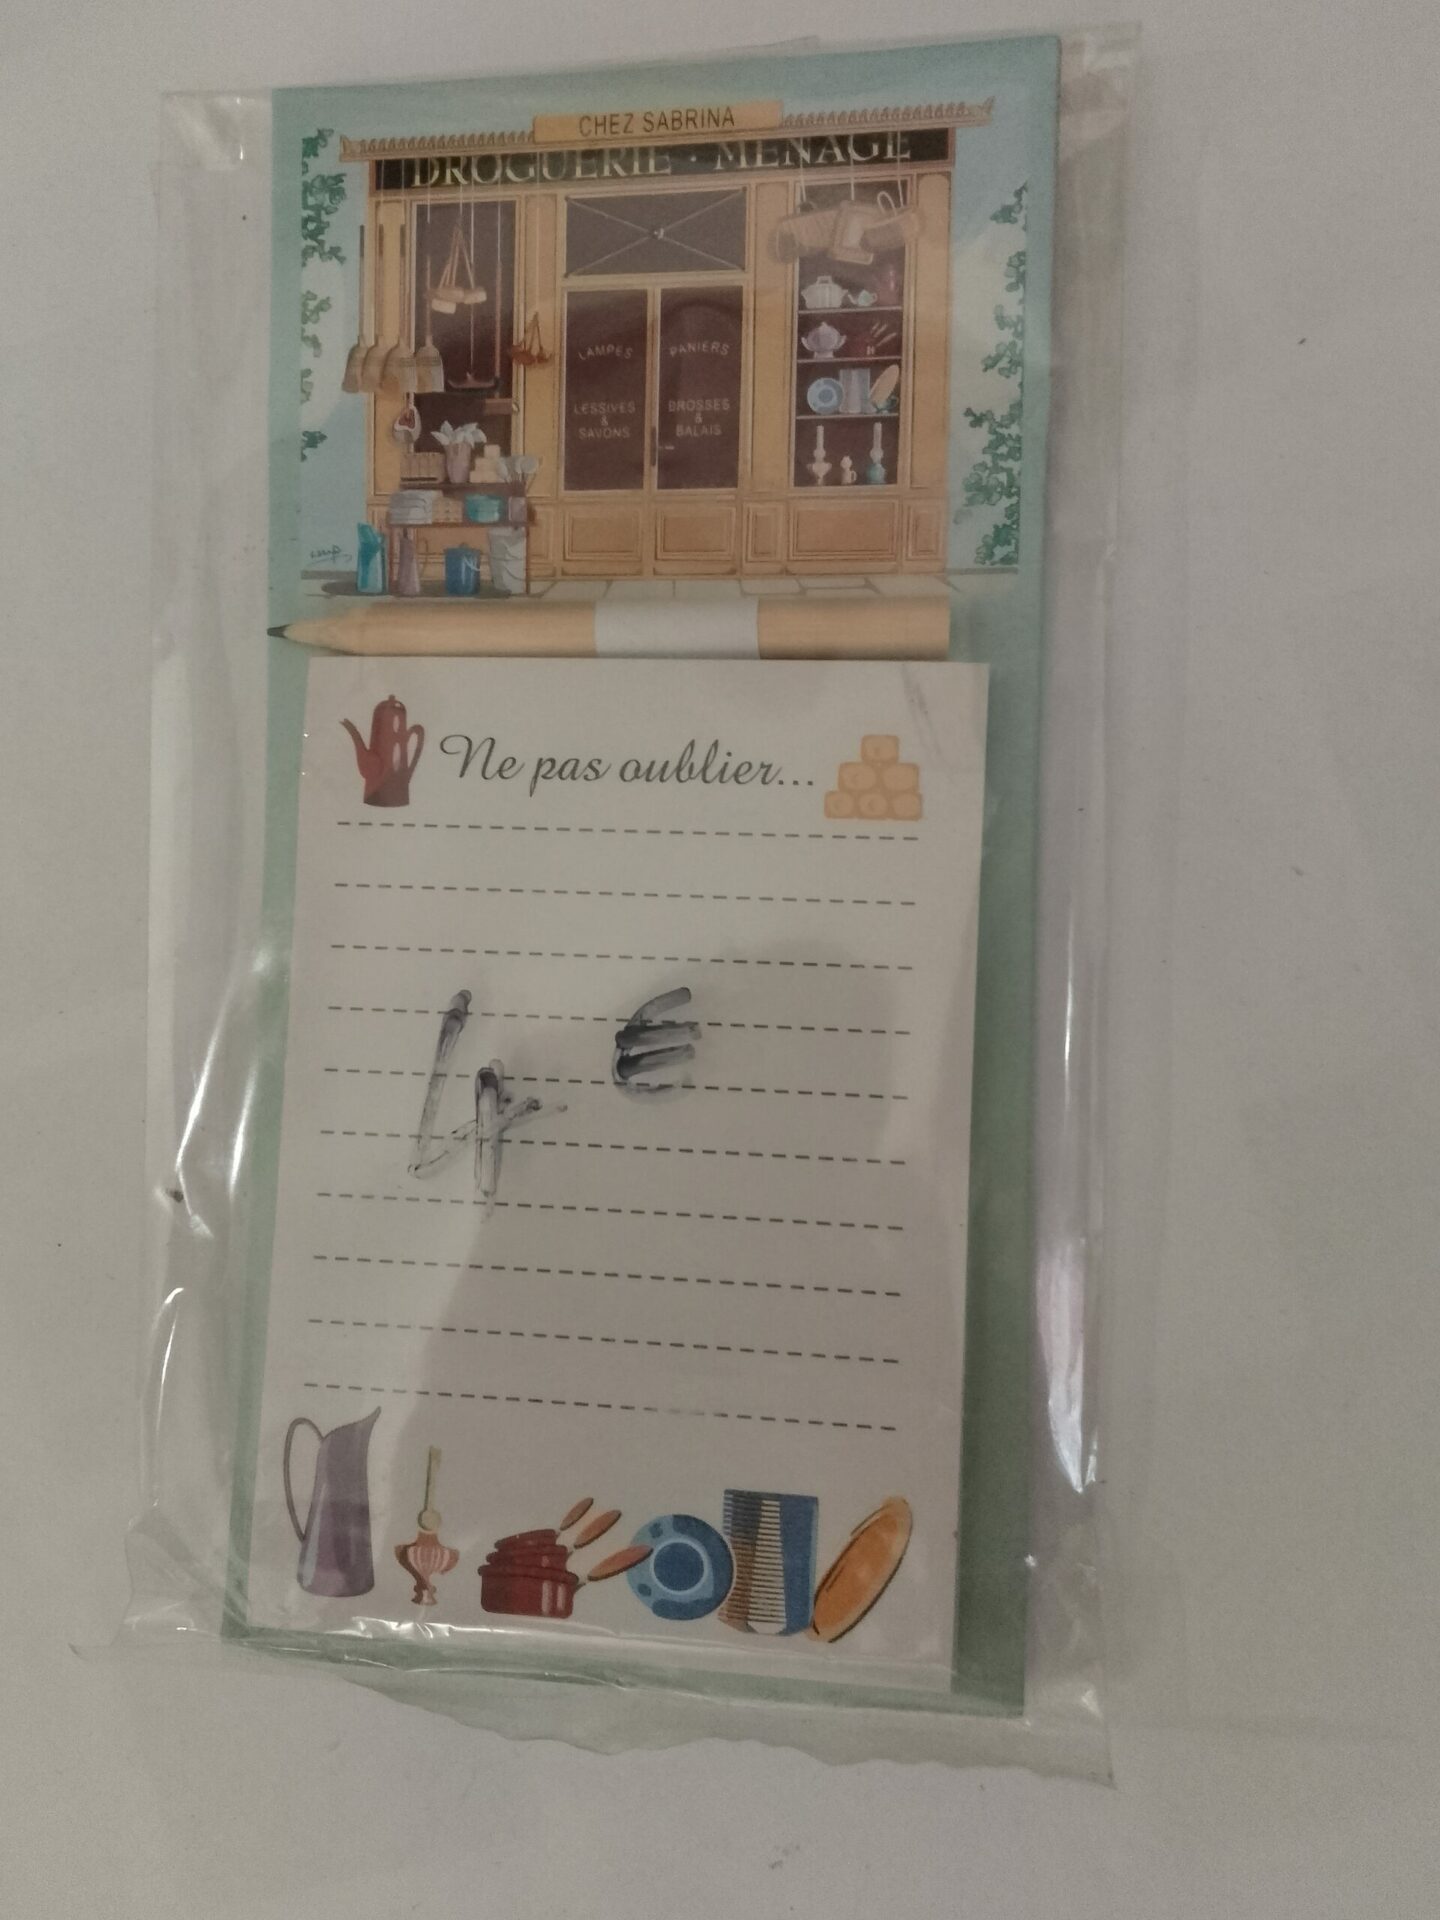 CHEZ SABRINA
DROGUERIE · MENAGE
LAMPES
PANIERS
LESSIVES
&
SAVONS
BROSSES
&
BALAIS
Ne pas oublier...
4 €